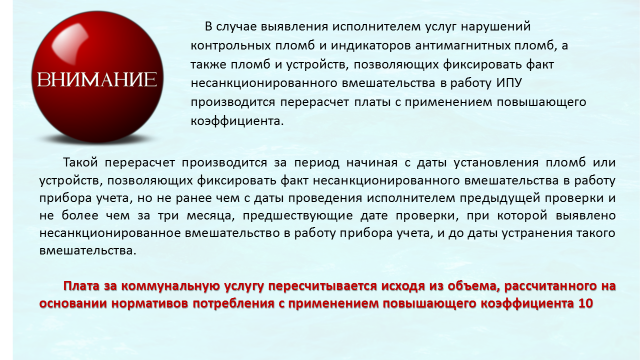 ВНИМАНИЕ
В случае выявления исполнителем услуг нарушений
контрольных пломб и индикаторов антимагнитных пломб, а
также пломб и устройств, позволяющих фиксировать факт
несанкционированного вмешательства в работу ИПУ
производится перерасчет платы с применением повышающего
коэффициента.
Такой перерасчет производится за период начиная с даты установления пломб или
устройств, позволяющих фиксировать факт несанкционированного вмешательства в работу
прибора учета, но не ранее чем с даты проведения исполнителем предыдущей проверки и
не более чем за три месяца, предшествующие дате проверки, при которой выявлено
несанкционированное вмешательство в работу прибора учета, и до даты устранения такого
вмешательства.
Плата за коммунальную услугу пересчитывается исходя из объема, рассчитанного на
основании нормативов потребления с применением повышающего коэффициента 10